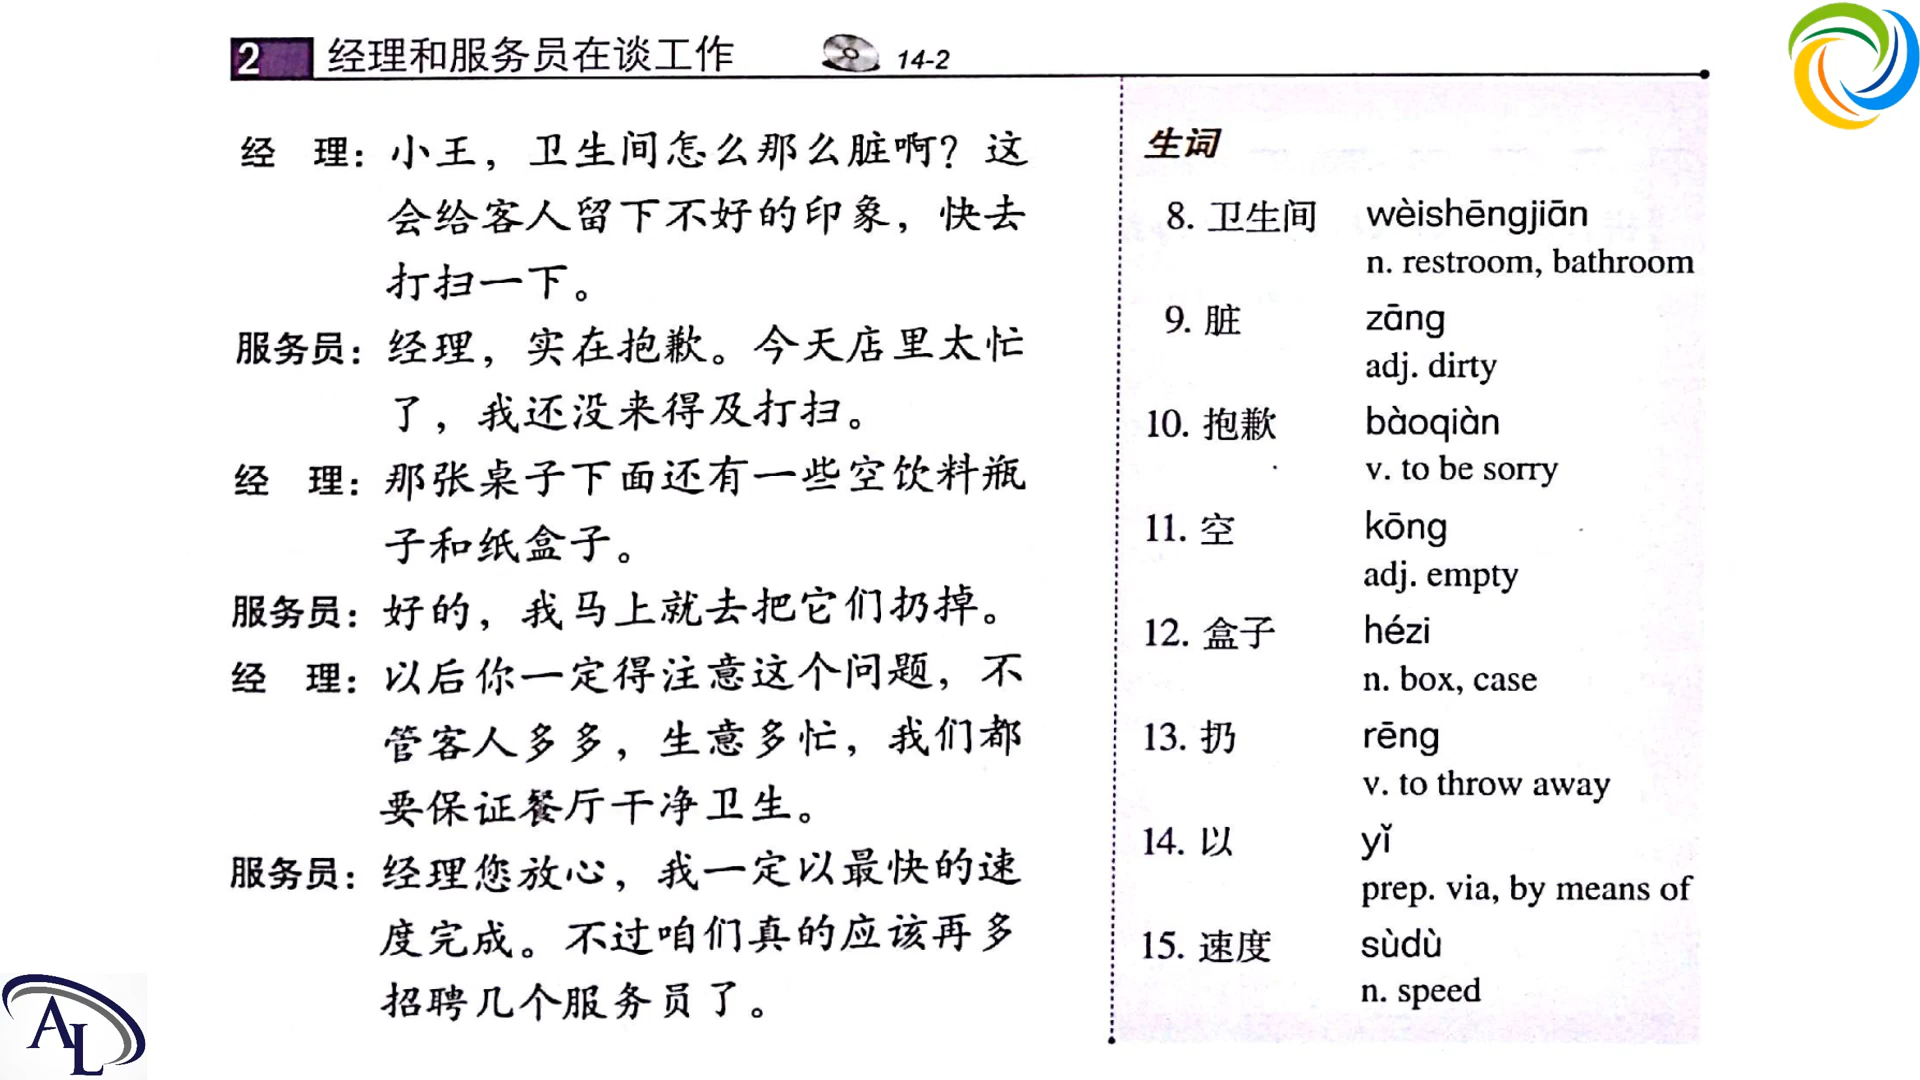 2 经理和服务员在谈工作 14-2
经 理：小王，卫生间怎么那么脏啊？这
会给客人留下不好的印象，快去
打扫一下。
服务员：经理，实在抱歉。今天店里太忙
了，我还没来得及打扫。
经 理：那张桌子下面还有一些空饮料瓶
子和纸盒子。
服务员：好的，我马上就去把它们扔掉。
经 理：以后你一定得注意这个问题，不
管客人多多，生意多忙，我们都
要保证餐厅干净卫生。
服务员：经理您放心，我一定以最快的速
度完成。不过咱们真的应该再多
招聘几个服务员了。
生词
8. 卫生间 wèishēngjiān
n. restroom, bathroom
9. 脏 zāng
adj. dirty
10. 抱歉 bàoqiàn
v. to be sorry
11. 空 kōng
adj. empty
12. 盒子 hézi
n. box, case
13. 扔 rēng
v. to throw away
14. 以 yǐ
prep. via, by means of
15. 速度 sùdù
n. speed
AL